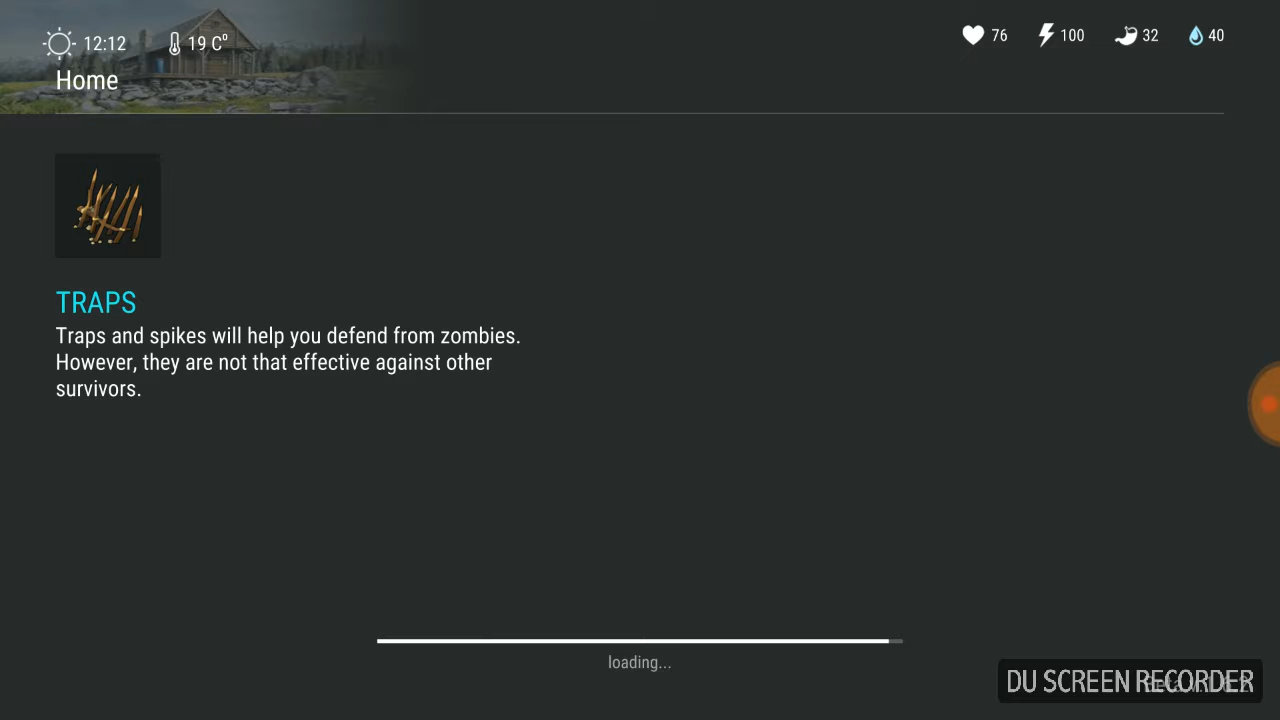 12:12 19 C° 76 100 32 40
Home
TRAPS
Traps and spikes will help you defend from zombies.
However, they are not that effective against other
survivors.
loading...
DU SCREEN RECORDER